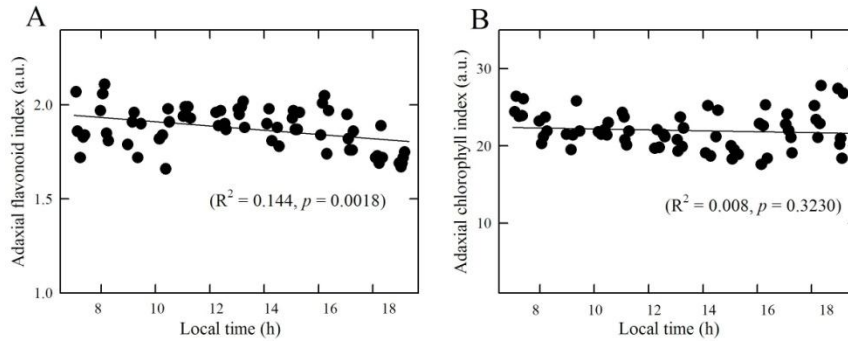 A
B
Adaxial flavonoid index (a.u.)
2.0
1.5
1.0
(R² = 0.144, p = 0.0018)
8 10 12 14 16 18
Local time (h)
Adaxial chlorophyll index (a.u.)
30
20
10
(R² = 0.008, p = 0.3230)
8 10 12 14 16 18
Local time (h)